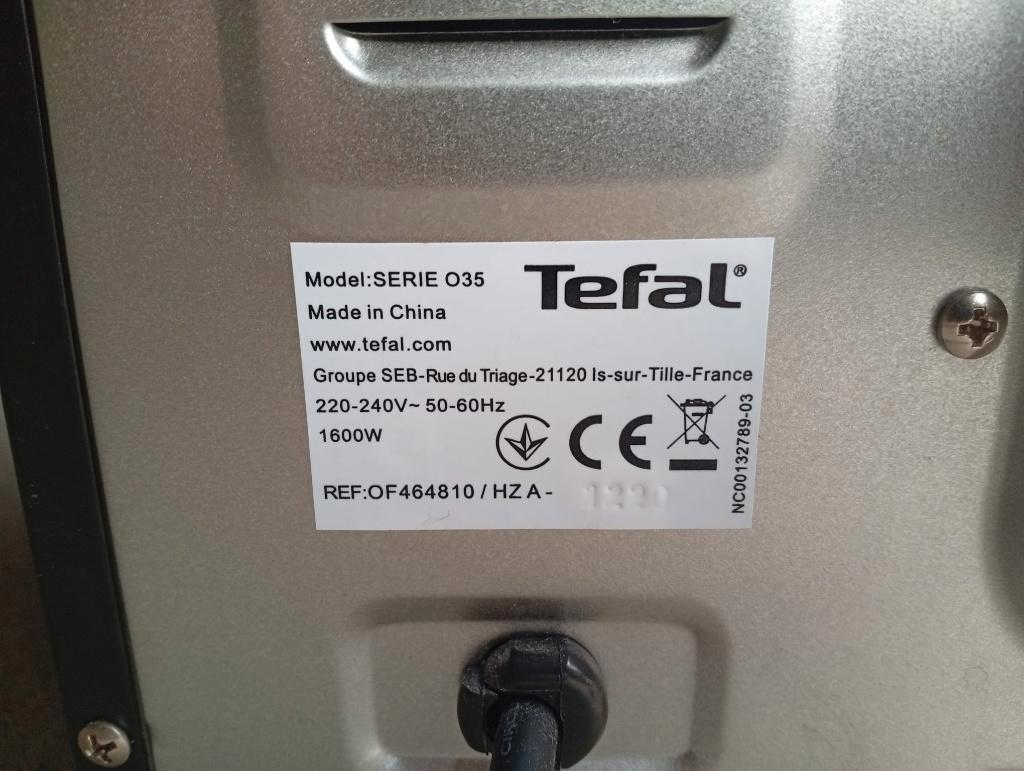 Model:SERIE O35
Tefal®
Made in China
www.tefal.com
Groupe SEB-Rue du Triage-21120 Is-sur-Tille-France
220-240V~ 50-60Hz
1600W
CE
REF:OF464810 / HZ A - 1220
NC00132789-03